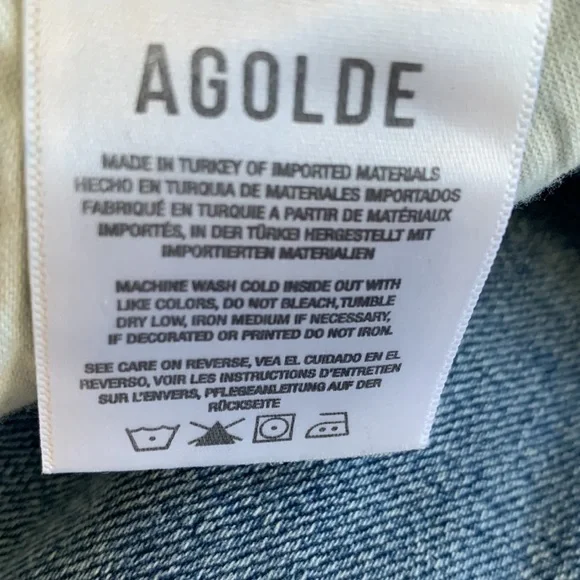 AGOLDE
MADE IN TURKEY OF IMPORTED MATERIALS
HECHO EN TURQUIA DE MATERIALES IMPORTADOS
FABRIQUÉ EN TURQUIE A PARTIR DE MATÉRIAUX
IMPORTÉS, IN DER TÜRKEI HERGESTELLT MIT
IMPORTIERTEN MATERIALIEN
MACHINE WASH COLD INSIDE OUT WITH
LIKE COLORS, DO NOT BLEACH, TUMBLE
DRY LOW, IRON MEDIUM IF NECESSARY,
IF DECORATED OR PRINTED DO NOT IRON.
SEE CARE ON REVERSE, VEA EL CUIDADO EN EL
REVERSO, VOIR LES INSTRUCTIONS D'ENTRETIEN
SUR L'ENVERS, PFLEGEANLEITUNG AUF DER
RÜCKSEITE